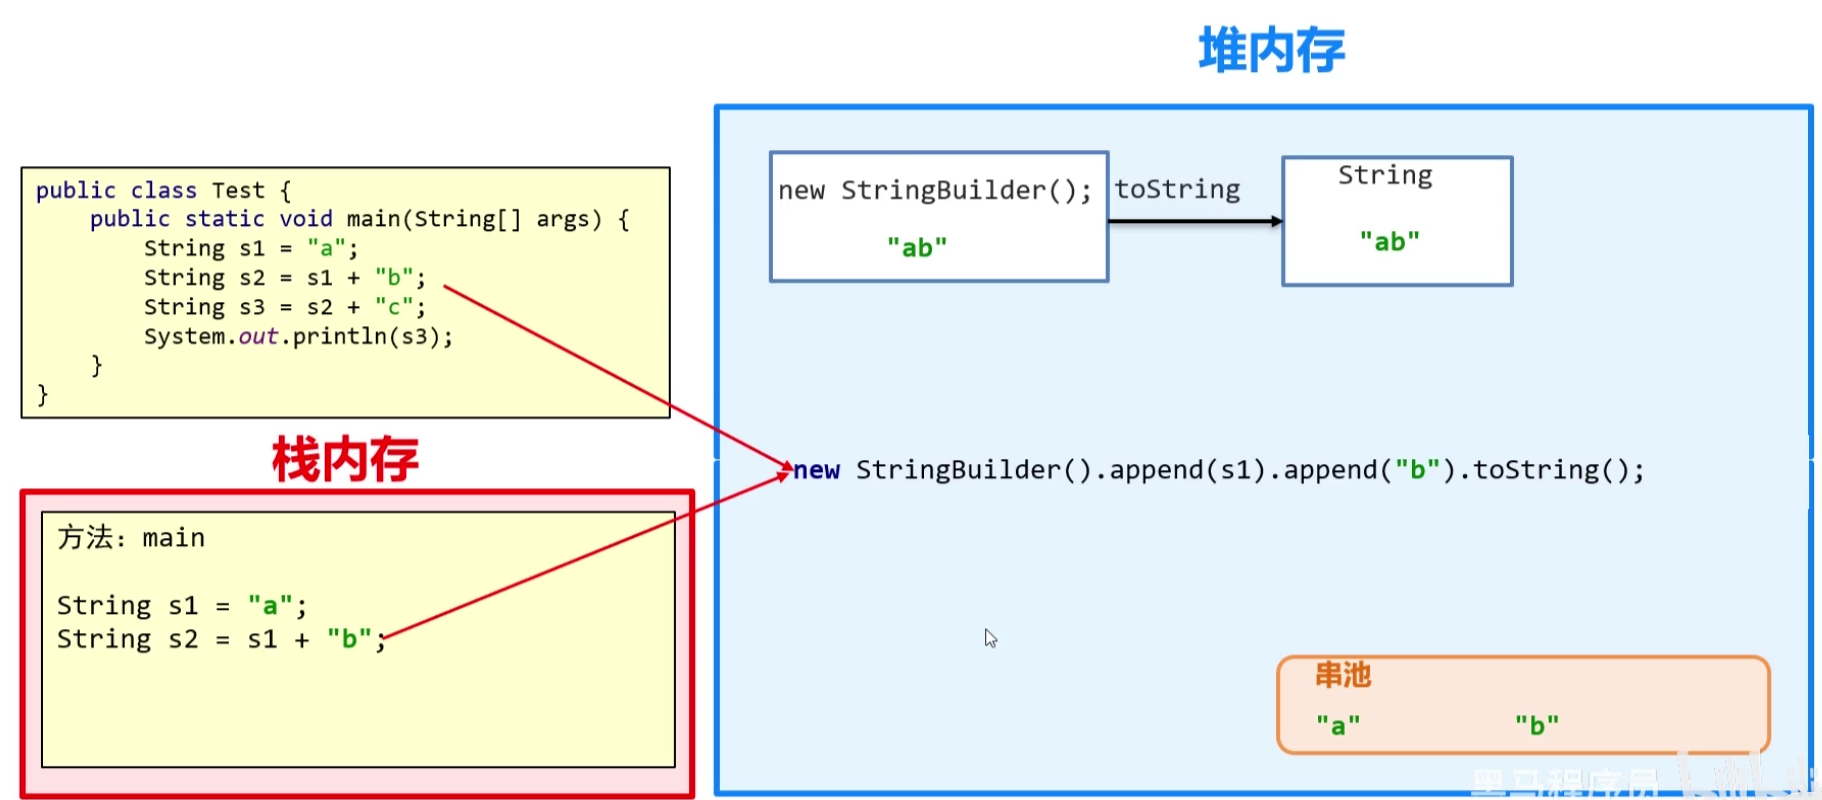 堆内存
public class Test {
public static void main(String[] args) {
String s1 = "a";
String s2 = s1 + "b";
String s3 = s2 + "c";
System.out.println(s3);
}
}
new StringBuilder();
"ab"
toString
String
"ab"
new StringBuilder().append(s1).append("b").toString();
栈内存
方法：main
String s1 = "a";
String s2 = s1 + "b";
串池
"a" "b"
黑马程序员